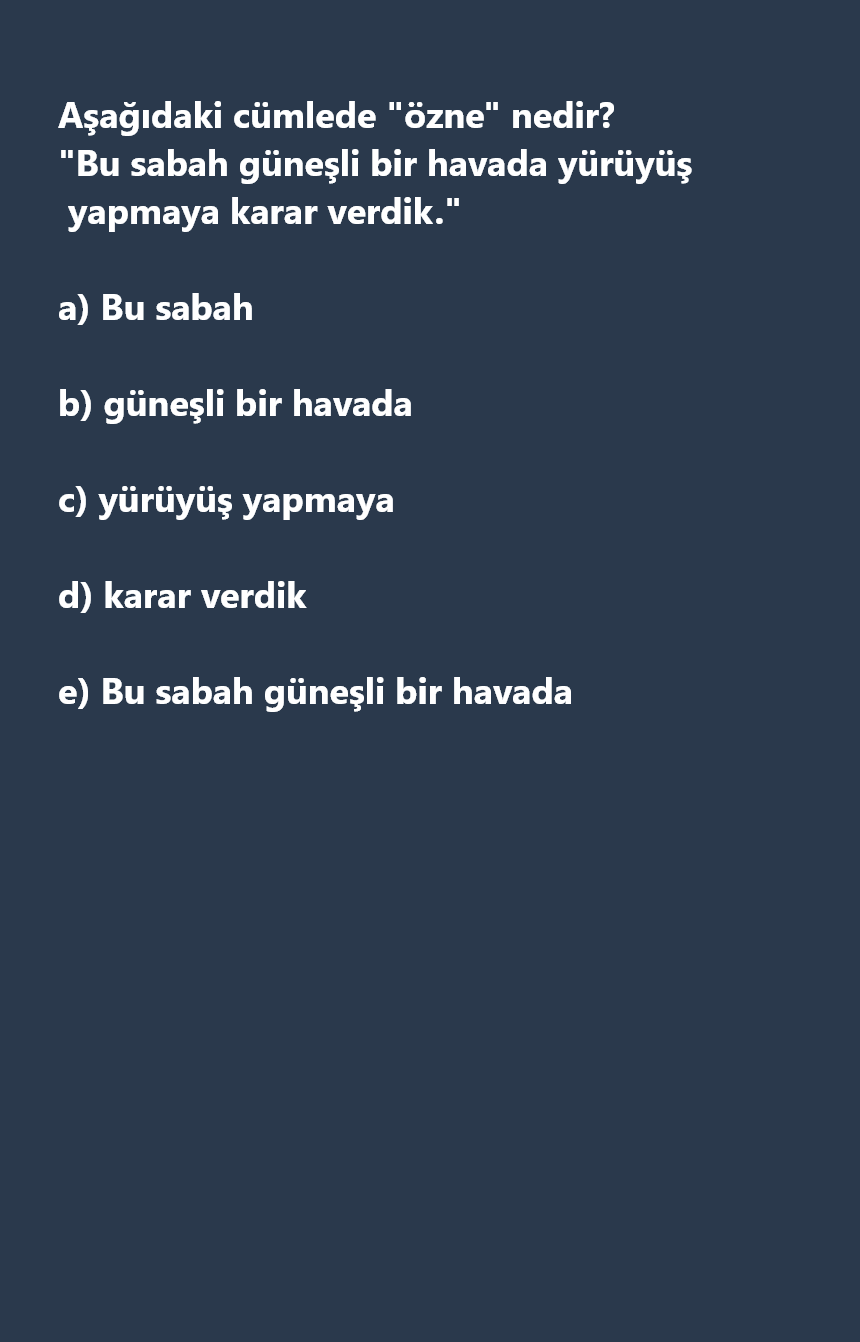 Aşağıdaki cümlede "özne" nedir?
"Bu sabah güneşli bir havada yürüyüş
yapmaya karar verdik."
a) Bu sabah
b) güneşli bir havada
c) yürüyüş yapmaya
d) karar verdik
e) Bu sabah güneşli bir havada